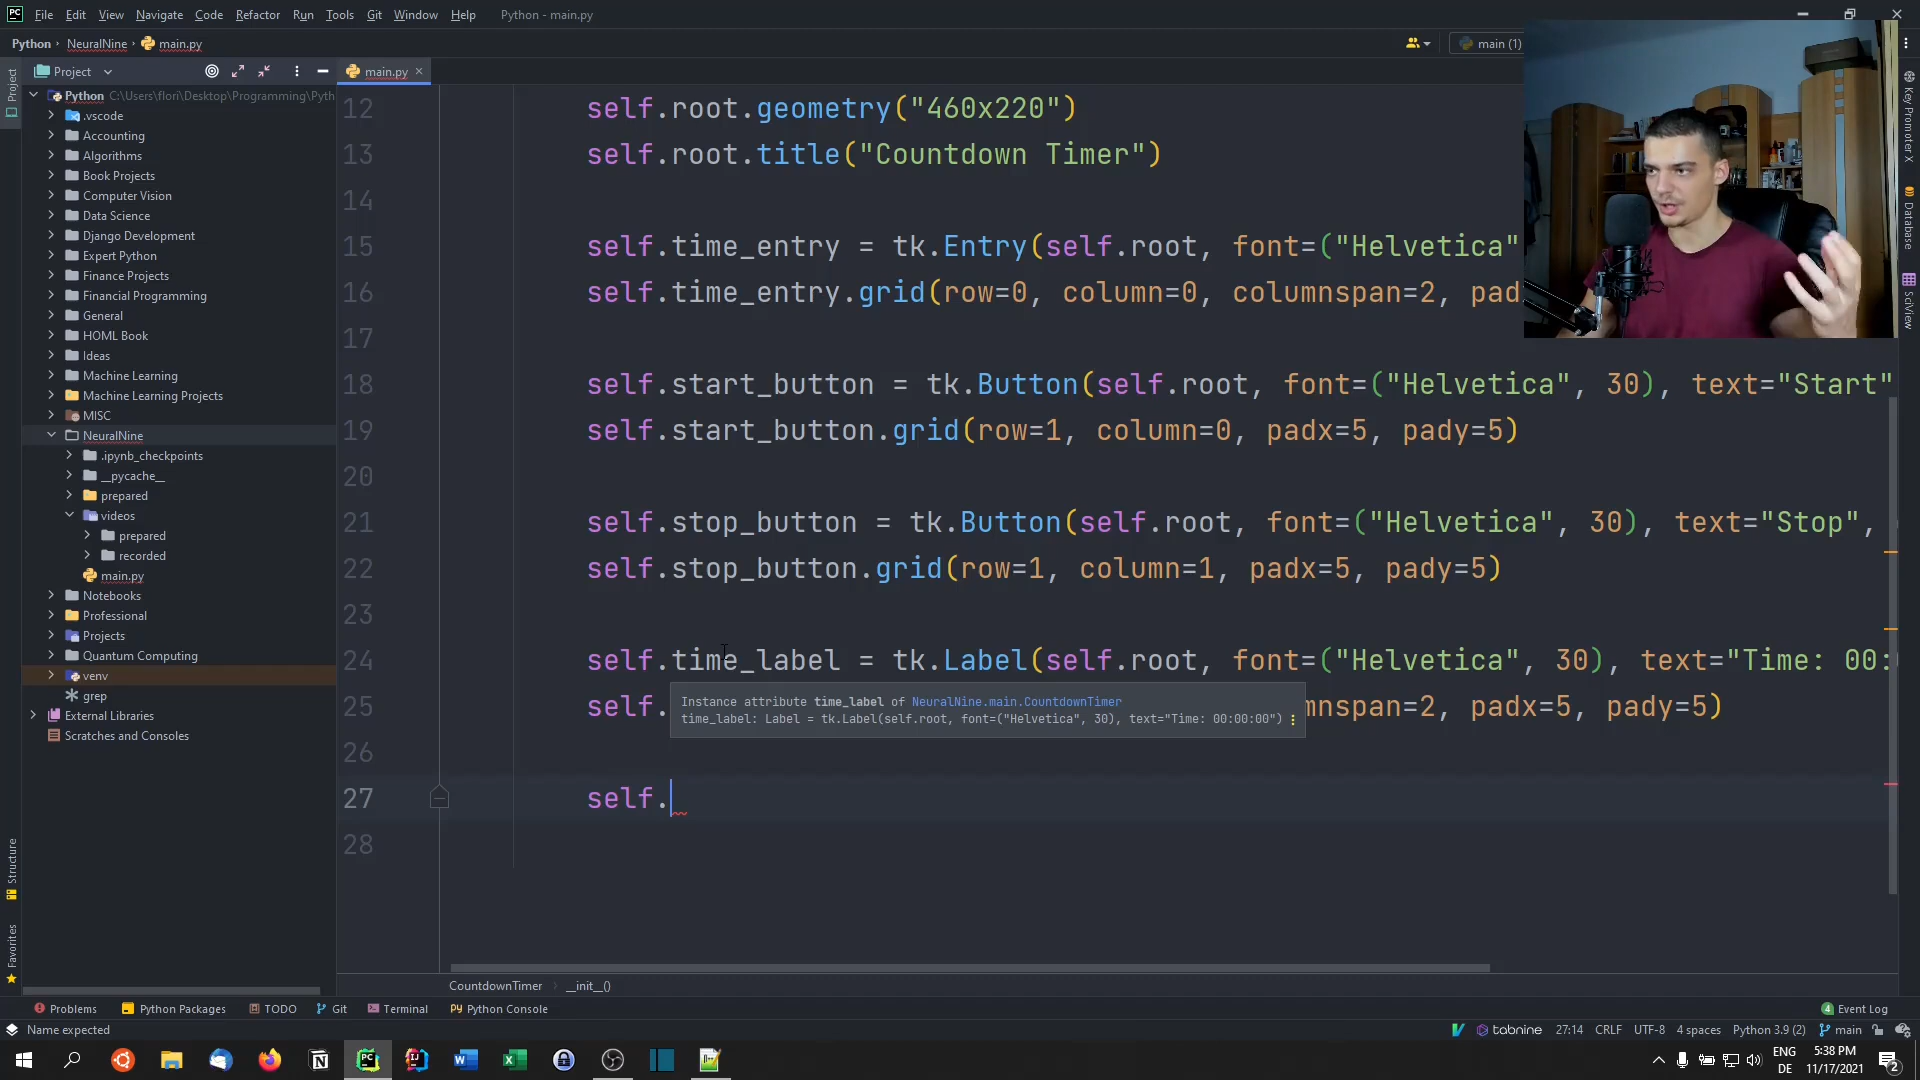 PC File Edit View Navigate Code Refactor Run Tools Git Window Help Python - main.py
Python NeuralNine main.py main (1)
Project main.py
Python C:\Users\flori\Desktop\Programming\Pyth
.vscode
Accounting
Algorithms
Book Projects
Computer Vision
Data Science
Django Development
Expert Python
Finance Projects
Financial Programming
General
HOML Book
Ideas
Machine Learning
Machine Learning Projects
MISC
NeuralNine
.ipynb_checkpoints
__pycache__
prepared
videos
prepared
recorded
main.py
Notebooks
Professional
Projects
Quantum Computing
venv
grep
External Libraries
Scratches and Consoles
12 self.root.geometry("460x220")
13 self.root.title("Countdown Timer")
14
15 self.time_entry = tk.Entry(self.root, font=("Helvetica"
16 self.time_entry.grid(row=0, column=0, columnspan=2, pad
17
18 self.start_button = tk.Button(self.root, font=("Helvetica", 30), text="Start"
19 self.start_button.grid(row=1, column=0, padx=5, pady=5)
20
21 self.stop_button = tk.Button(self.root, font=("Helvetica", 30), text="Stop",
22 self.stop_button.grid(row=1, column=1, padx=5, pady=5)
23
24 self.time_label = tk.Label(self.root, font=("Helvetica", 30), text="Time: 00:
25 self. mnspan=2, padx=5, pady=5)
Instance attribute time_label of NeuralNine.main.CountdownTimer
time_label: Label = tk.Label(self.root, font=("Helvetica", 30), text="Time: 00:00:00")
26
27 self.
28
CountdownTimer __init__()
Project
Structure
Favorites
Key Promoter X
Database
SciView
Problems Python Packages TODO Git Terminal Python Console 4 Event Log
Name expected tabnine 27:14 CRLF UTF-8 4 spaces Python 3.9 (2) main
ENG 5:38 PM
DE 11/17/2021 2